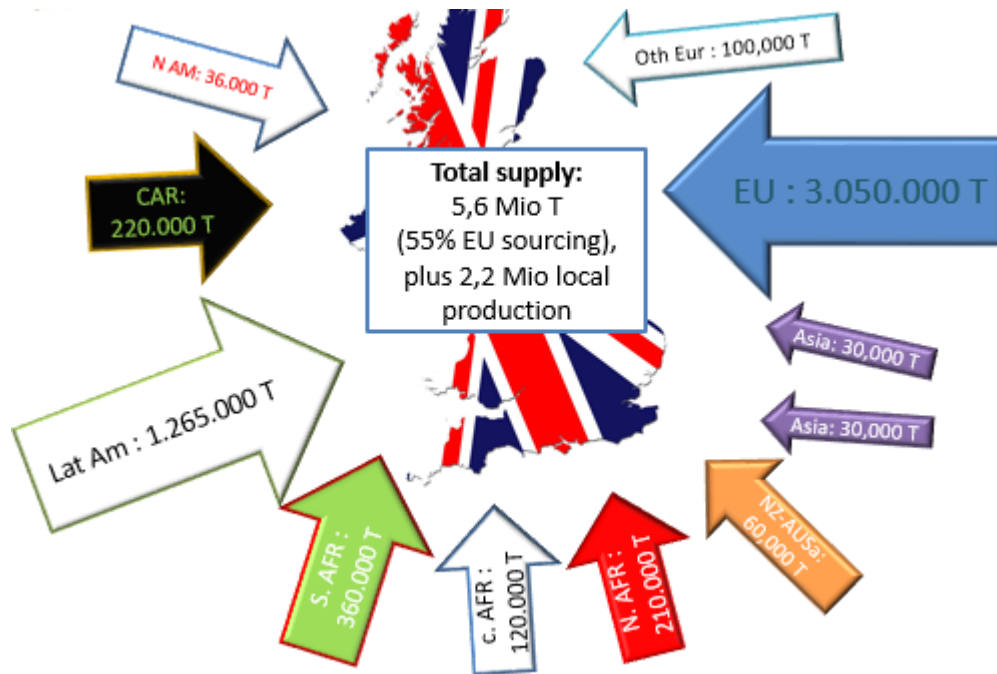 N AM: 36.000 T
Oth Eur : 100,000 T
CAR:
220.000 T
Total supply:
5,6 Mio T
(55% EU sourcing),
plus 2,2 Mio local
production
EU : 3.050.000 T
Asia: 30,000 T
Lat Am : 1.265.000 T
Asia: 30,000 T
S. AFR :
360.000 T
c. AFR :
120.000 T
N. AFR :
210.000 T
NZ-AUSa:
60,000 T